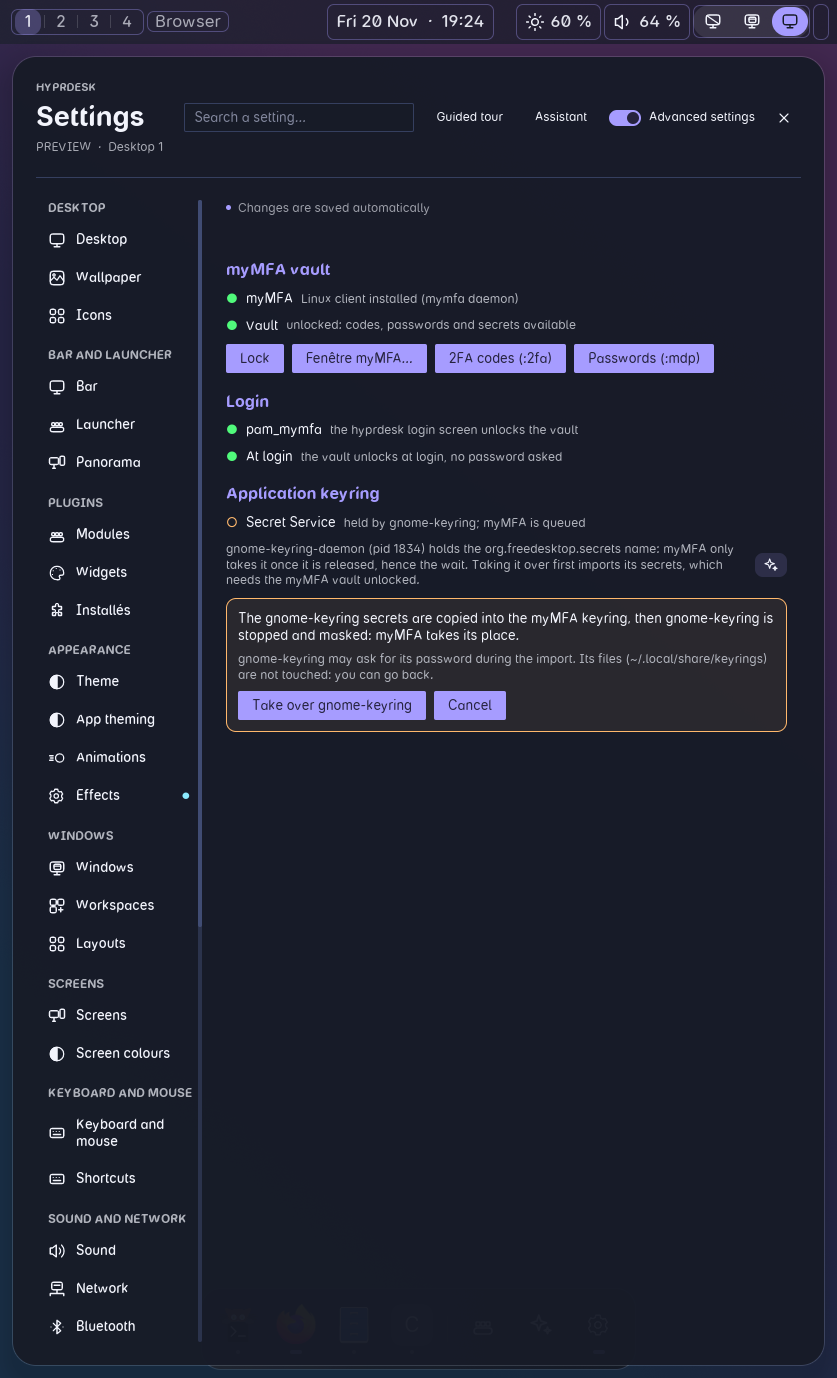 1 2 3 4 Browser Fri 20 Nov · 19:24 60 % 64 %
HYPRDESK
Settings
Search a setting...
Guided tour
Assistant
Advanced settings
PREVIEW · Desktop 1
DESKTOP
Desktop
Wallpaper
Icons
BAR AND LAUNCHER
Bar
Launcher
Panorama
PLUGINS
Modules
Widgets
Installés
APPEARANCE
Theme
App theming
Animations
Effects
WINDOWS
Windows
Workspaces
Layouts
SCREENS
Screens
Screen colours
KEYBOARD AND MOUSE
Keyboard and
mouse
Shortcuts
SOUND AND NETWORK
Sound
Network
Bluetooth
Changes are saved automatically
myMFA vault
myMFA Linux client installed (mymfa daemon)
Vault unlocked: codes, passwords and secrets available
Lock Fenêtre myMFA... 2FA codes (:2fa) Passwords (:mdp)
Login
pam_mymfa the hyprdesk login screen unlocks the vault
At login the vault unlocks at login, no password asked
Application keyring
Secret Service held by gnome-keyring; myMFA is queued
gnome-keyring-daemon (pid 1834) holds the org.freedesktop.secrets name: myMFA only
takes it once it is released, hence the wait. Taking it over first imports its secrets, which
needs the myMFA vault unlocked.
The gnome-keyring secrets are copied into the myMFA keyring, then gnome-keyring is
stopped and masked: myMFA takes its place.
gnome-keyring may ask for its password during the import. Its files (~/.local/share/keyrings)
are not touched: you can go back.
Take over gnome-keyring Cancel